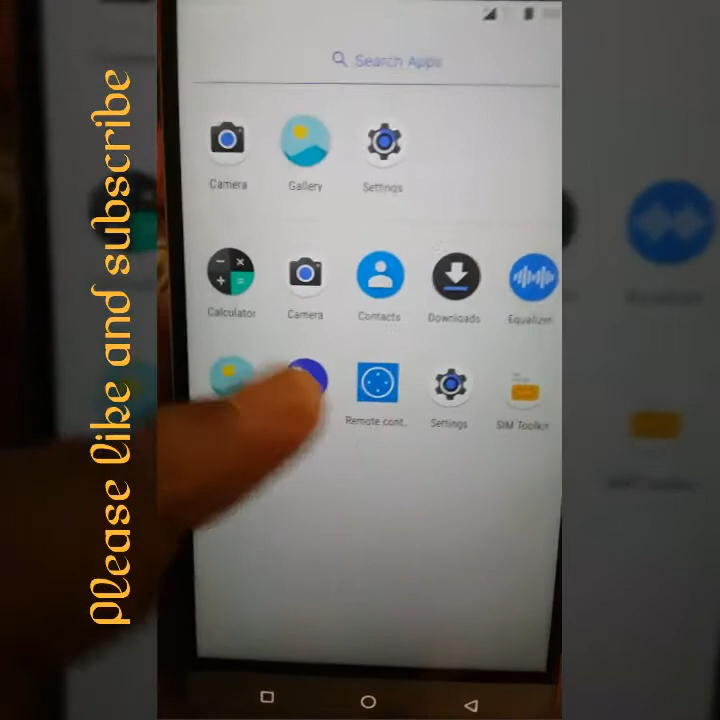 Please like and subscribe
Search Apps
Camera
Gallery
Settings
Calculator
Camera
Contacts
Downloads
Equalizer
Remote cont..
Settings
SIM Toolkit